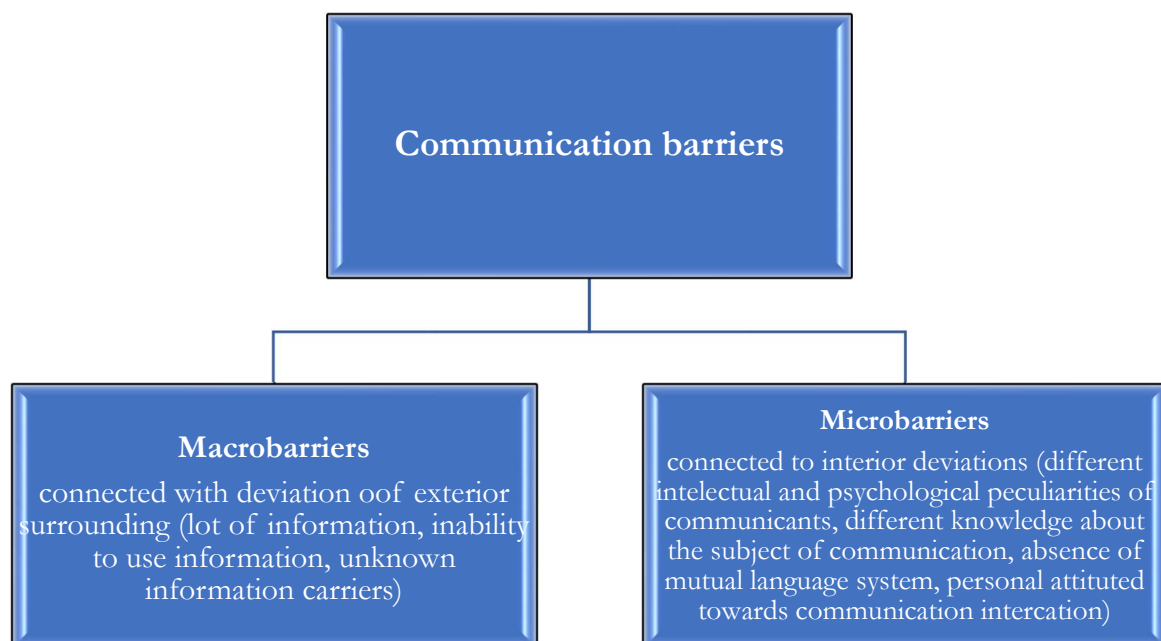 Communication barriers
Macrobarriers
connected with deviation oof exterior
surrounding (lot of information, inability
to use information, unknown
information carriers)
Microbarriers
connected to interior deviations (different
intelectual and psychological peculiarities of
communicants, different knowledge about
the subject of communication, absence of
mutual language system, personal attituted
towards communication intercation)